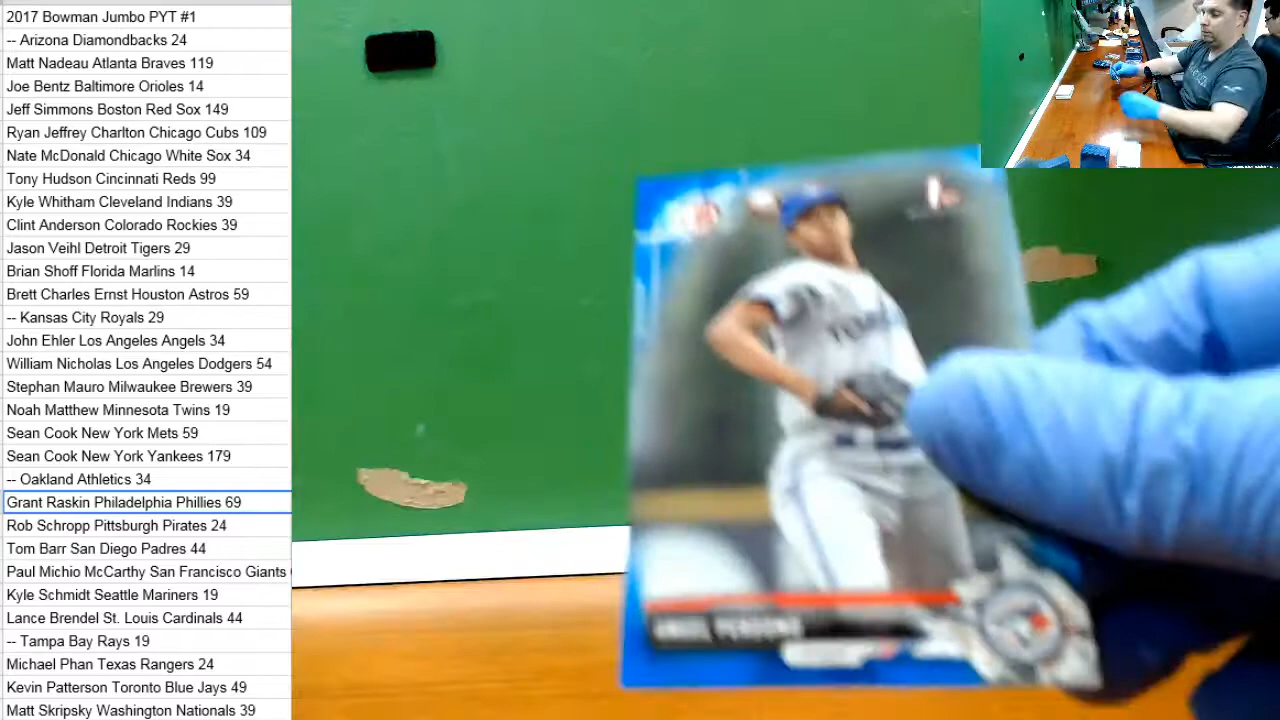 2017 Bowman Jumbo PYT #1
-- Arizona Diamondbacks 24
Matt Nadeau Atlanta Braves 119
Joe Bentz Baltimore Orioles 14
Jeff Simmons Boston Red Sox 149
Ryan Jeffrey Charlton Chicago Cubs 109
Nate McDonald Chicago White Sox 34
Tony Hudson Cincinnati Reds 99
Kyle Whitham Cleveland Indians 39
Clint Anderson Colorado Rockies 39
Jason Veihl Detroit Tigers 29
Brian Shoff Florida Marlins 14
Brett Charles Ernst Houston Astros 59
-- Kansas City Royals 29
John Ehler Los Angeles Angels 34
William Nicholas Los Angeles Dodgers 54
Stephan Mauro Milwaukee Brewers 39
Noah Matthew Minnesota Twins 19
Sean Cook New York Mets 59
Sean Cook New York Yankees 179
-- Oakland Athletics 34
Grant Raskin Philadelphia Phillies 69
Rob Schropp Pittsburgh Pirates 24
Tom Barr San Diego Padres 44
Paul Michio McCarthy San Francisco Giants
Kyle Schmidt Seattle Mariners 19
Lance Brendel St. Louis Cardinals 44
-- Tampa Bay Rays 19
Michael Phan Texas Rangers 24
Kevin Patterson Toronto Blue Jays 49
Matt Skripsky Washington Nationals 39